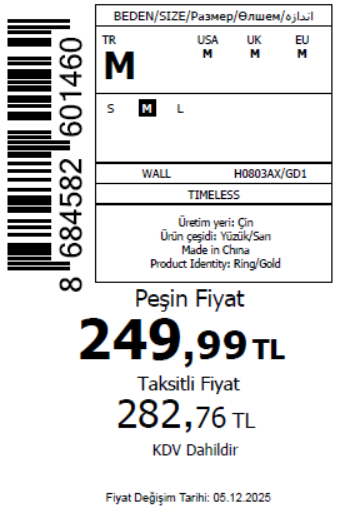 BEDEN/SIZE/Размер/Өлшем/اندازه
TR USA UK EU
M M M M
S M L
WALL H0803AX/GD1
TIMELESS
Üretim yeri: Çin
Ürün çeşidi: Yüzük/Sarı
Made in China
Product Identity: Ring/Gold
8 684582 601460
Peşin Fiyat
249,99 TL
Taksitli Fiyat
282,76 TL
KDV Dahildir
Fiyat Değişim Tarihi: 05.12.2025